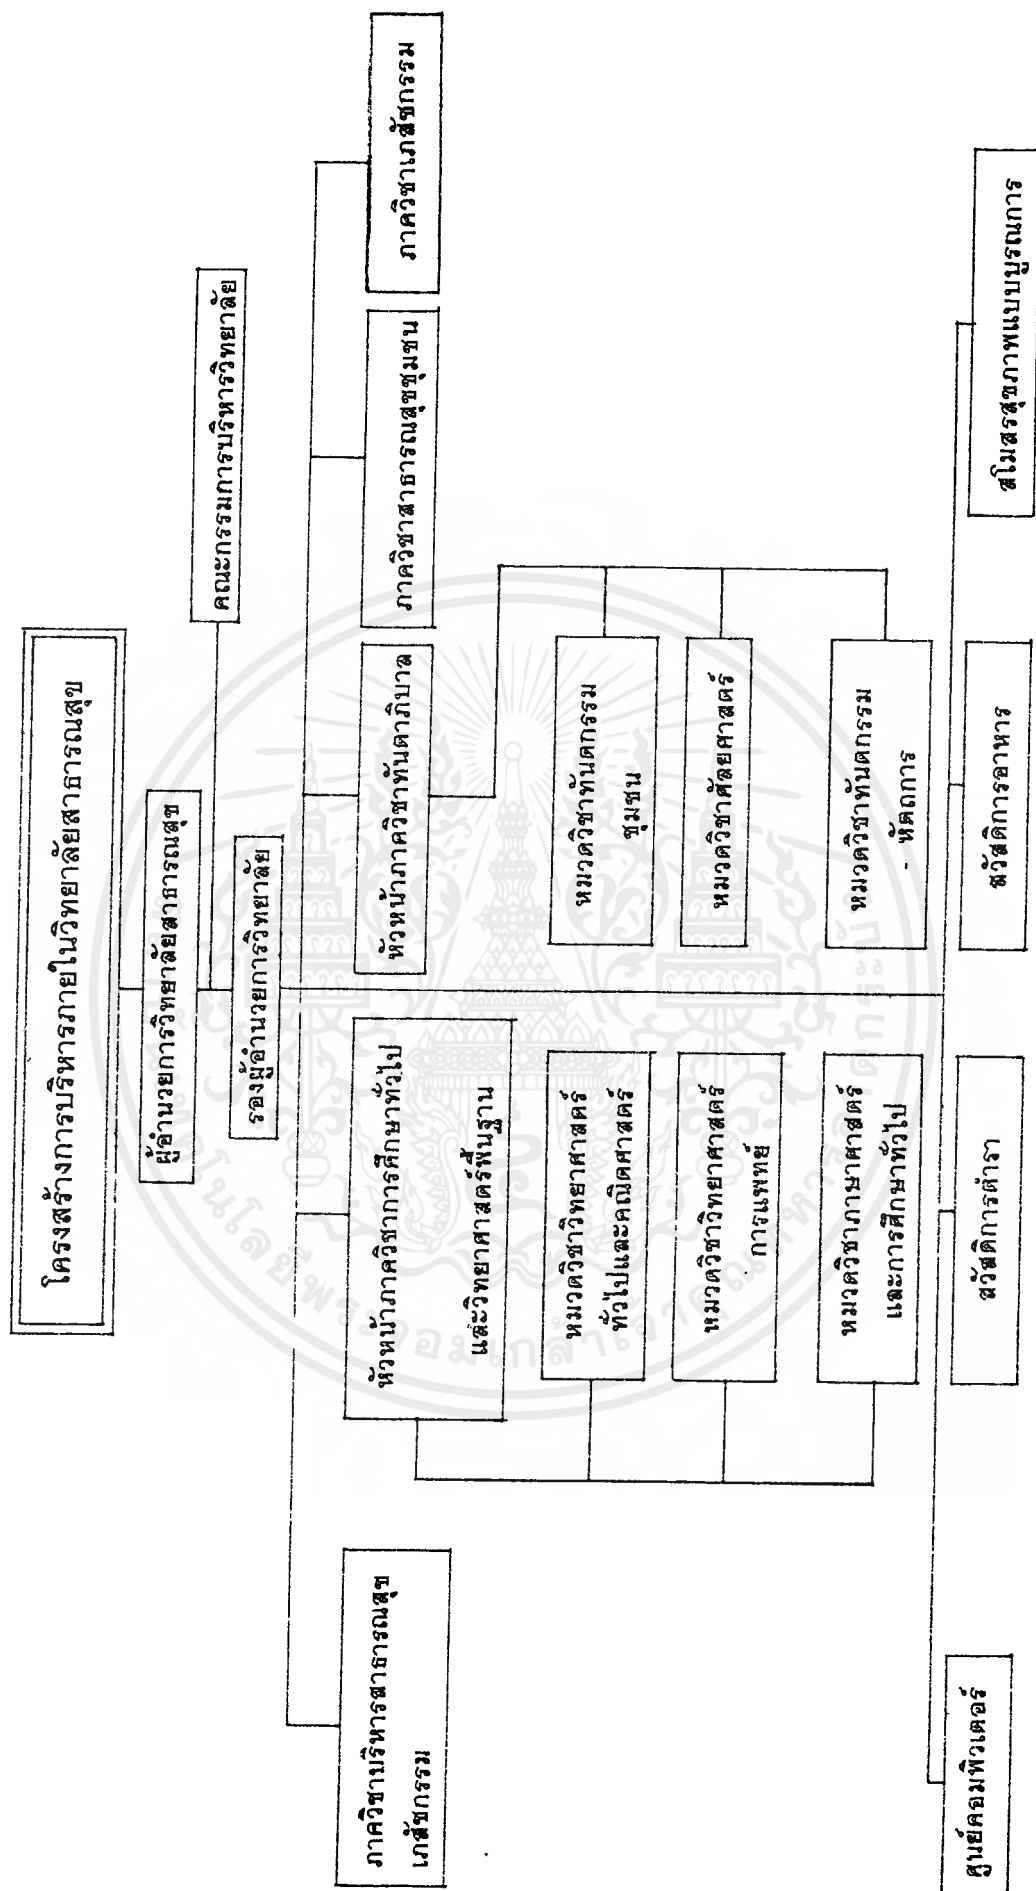 โครงสร้างการบริหารภายในวิทยาลัยสาธารณสุข
ผู้อำนวยการวิทยาลัยสาธารณสุข
คณะกรรมการบริหารวิทยาลัย
รองผู้อำนวยการวิทยาลัย
ภาควิชาบริหารสาธารณสุข
เภสัชกรรม
หัวหน้าภาควิชาการศึกษาทั่วไป
และวิทยาศาสตร์พื้นฐาน
หัวหน้าภาควิชาทันตาภิบาล
ภาควิชาสาธารณสุขชุมชน
ภาควิชาเภสัชกรรม
หมวดวิชาวิทยาศาสตร์
ทั่วไปและคณิตศาสตร์
หมวดวิชาทันตกรรม
ชุมชน
หมวดวิชาวิทยาศาสตร์
การแพทย์
หมวดวิชาศัลยศาสตร์
หมวดวิชาภาษาศาสตร์
และการศึกษาทั่วไป
หมวดวิชาทันตกรรม
- หัตถการ
ศูนย์คอมพิวเตอร์
สวัสดิการตำรา
สวัสดิการอาหาร
สโมสรสุขภาพแบบบูรณการ